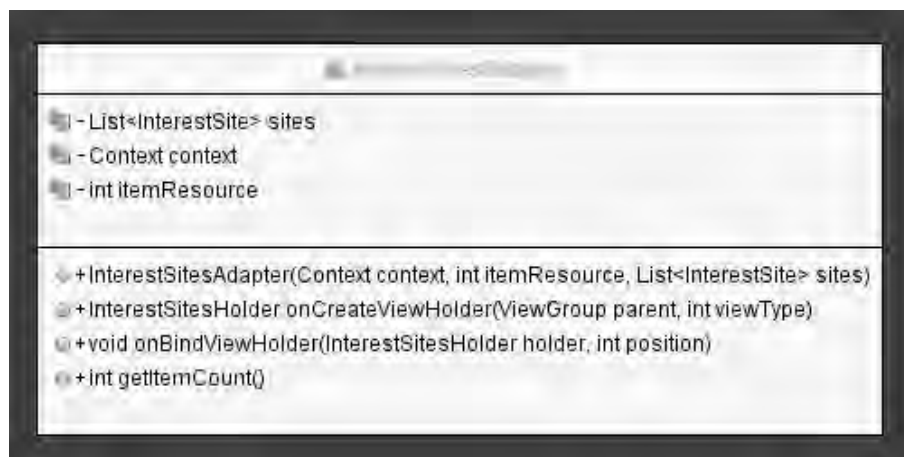 - List<InterestSite> sites
- Context context
- int itemResource
+InterestSitesAdapter(Context context, int itemResource, List<InterestSite> sites)
+InterestSitesHolder onCreateViewHolder(ViewGroup parent, int viewType)
+void onBindViewHolder(InterestSitesHolder holder, int position)
+int getItemCount()